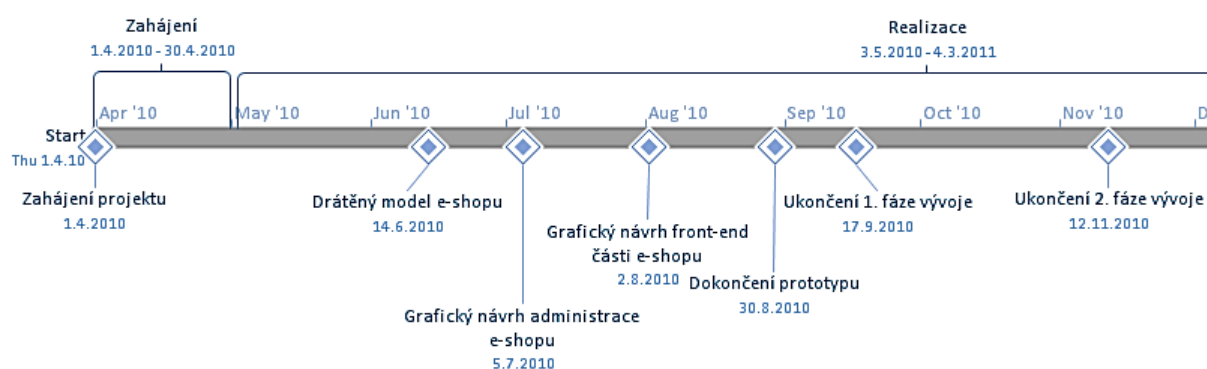 Zahájení
1.4.2010 - 30.4.2010
Realizace
3.5.2010 - 4.3.2011
Apr '10
May '10
Jun '10
Jul '10
Aug '10
Sep '10
Oct '10
Nov '10
D
Start
Thu 1.4.10
Zahájení projektu
1.4.2010
Drátěný model e-shopu
14.6.2010
Grafický návrh administrace
e-shopu
5.7.2010
Grafický návrh front-end
části e-shopu
2.8.2010
Dokončení prototypu
30.8.2010
Ukončení 1. fáze vývoje
17.9.2010
Ukončení 2. fáze vývoje
12.11.2010